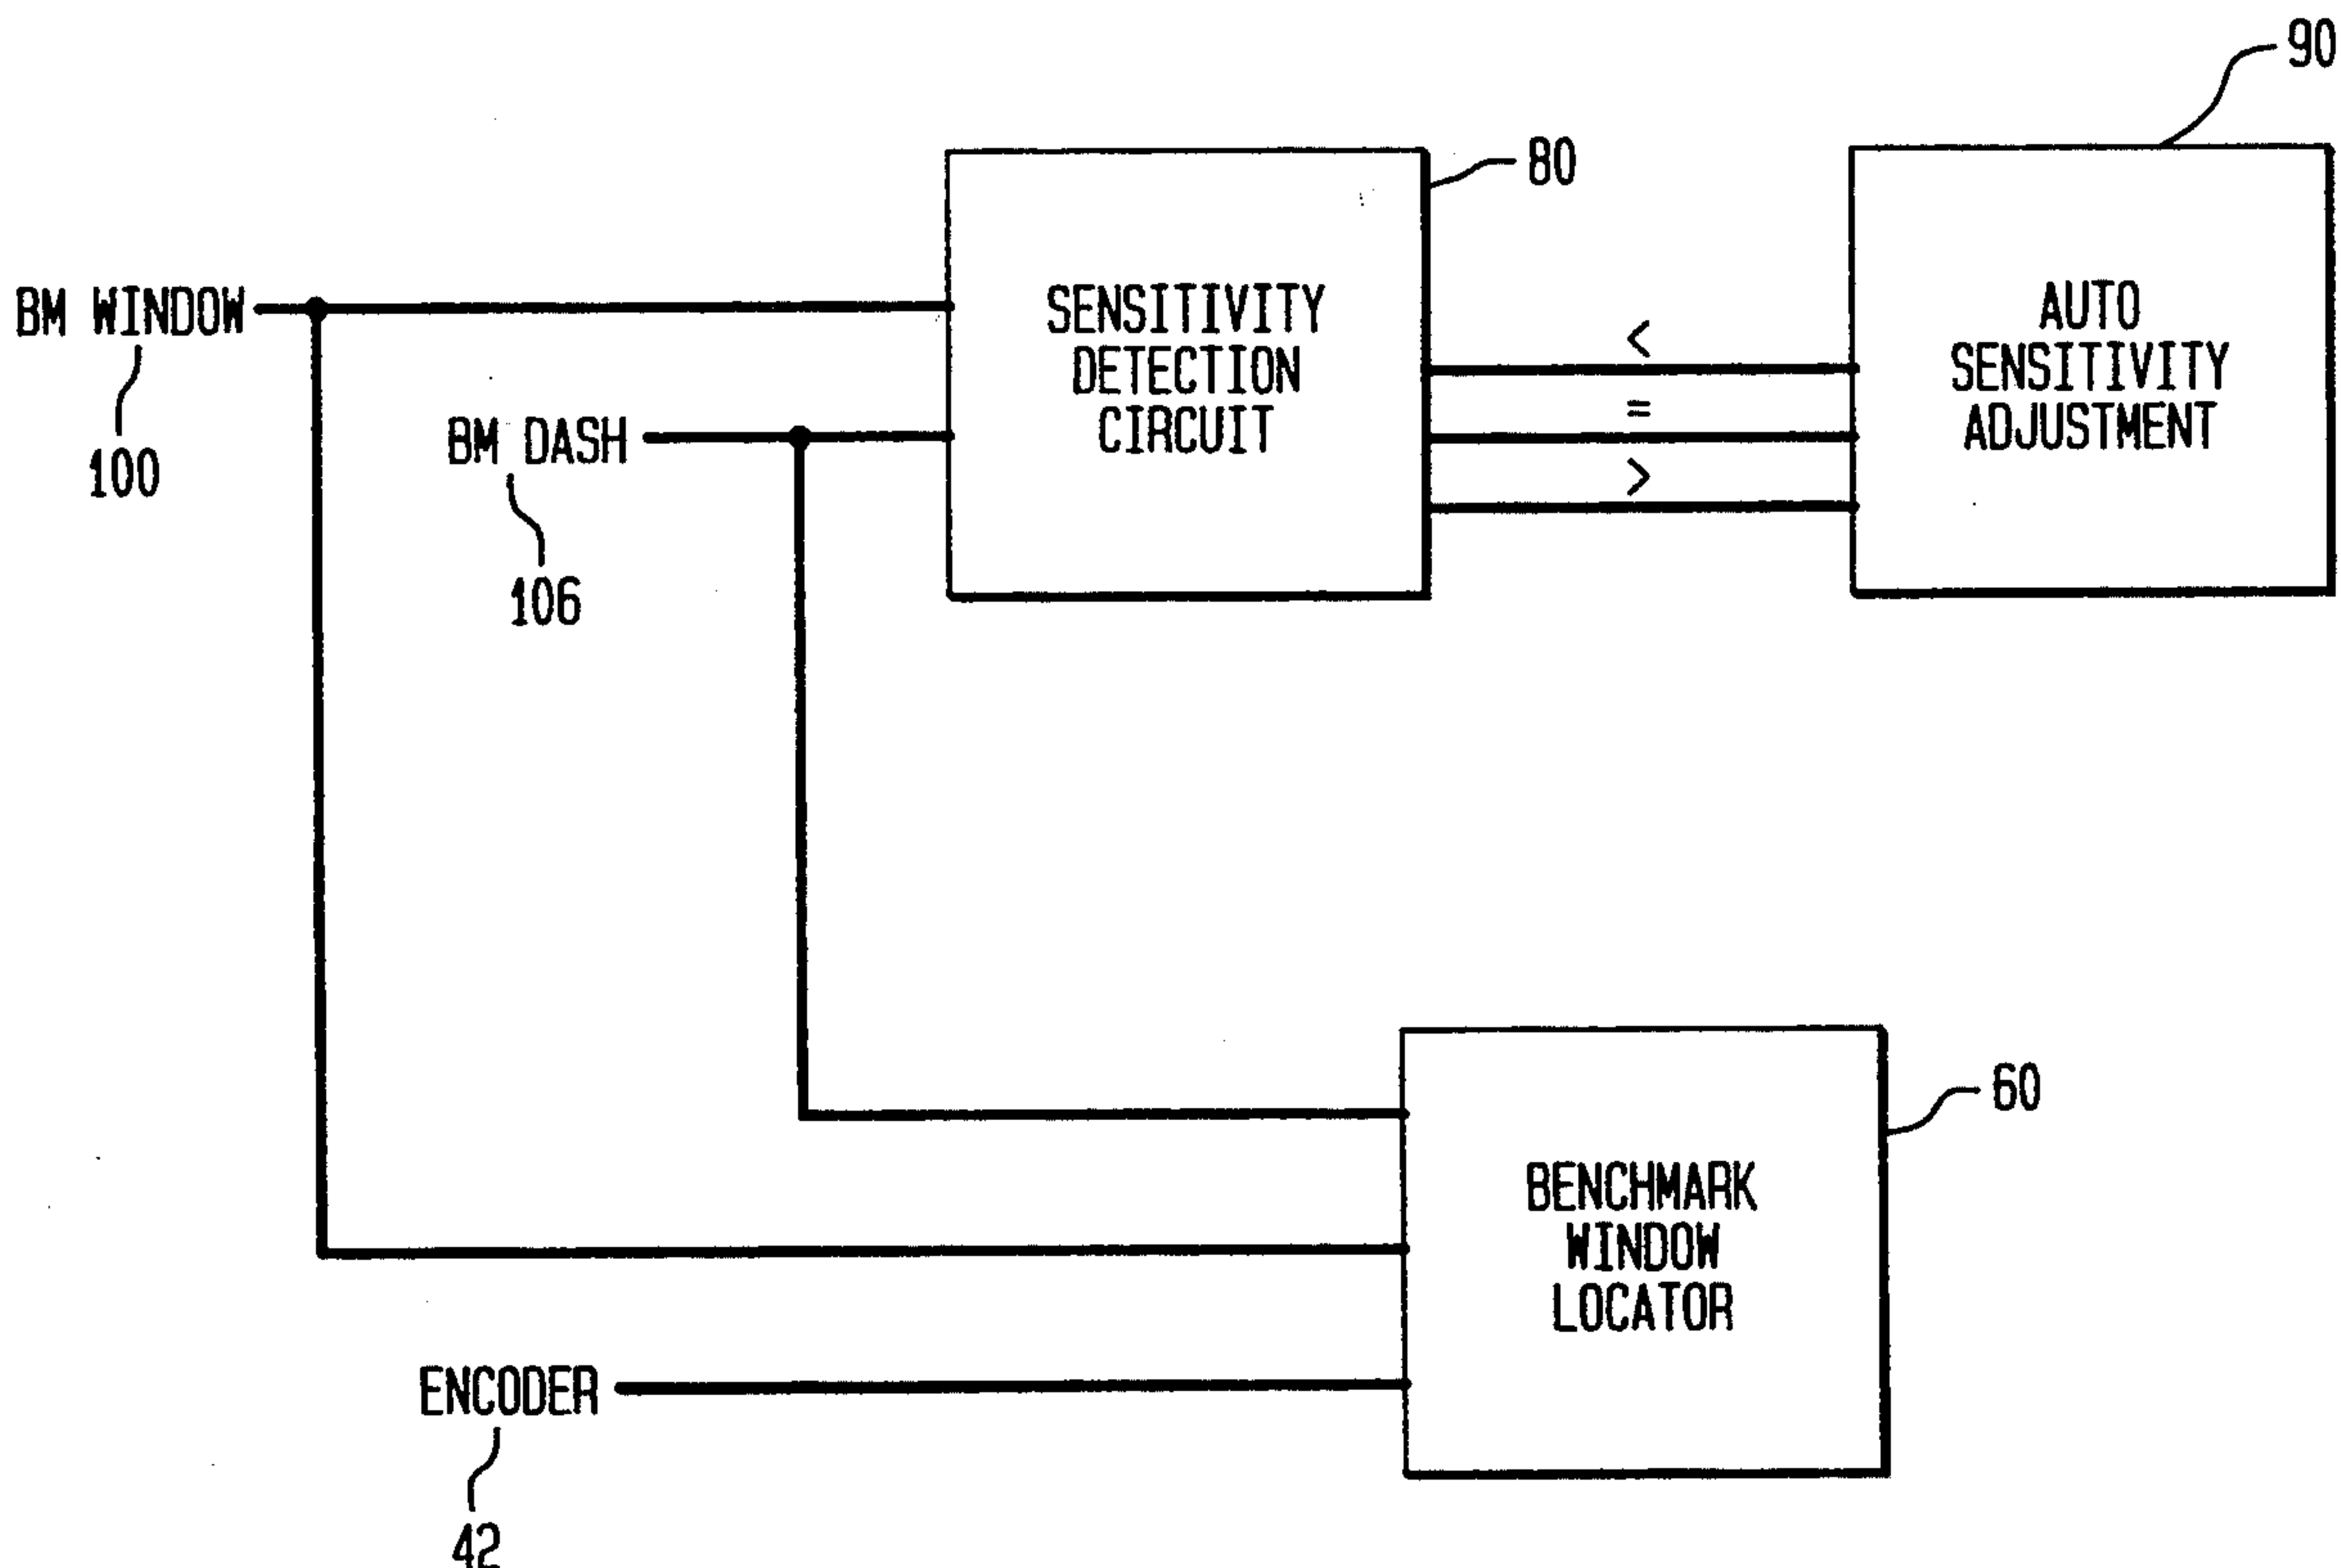 90
80
BM WINDOW
100
BM DASH
106
SENSITIVITY
DETECTION
CIRCUIT
<
=
>
AUTO
SENSITIVITY
ADJUSTMENT
60
BENCHMARK
WINDOW
LOCATOR
ENCODER
42